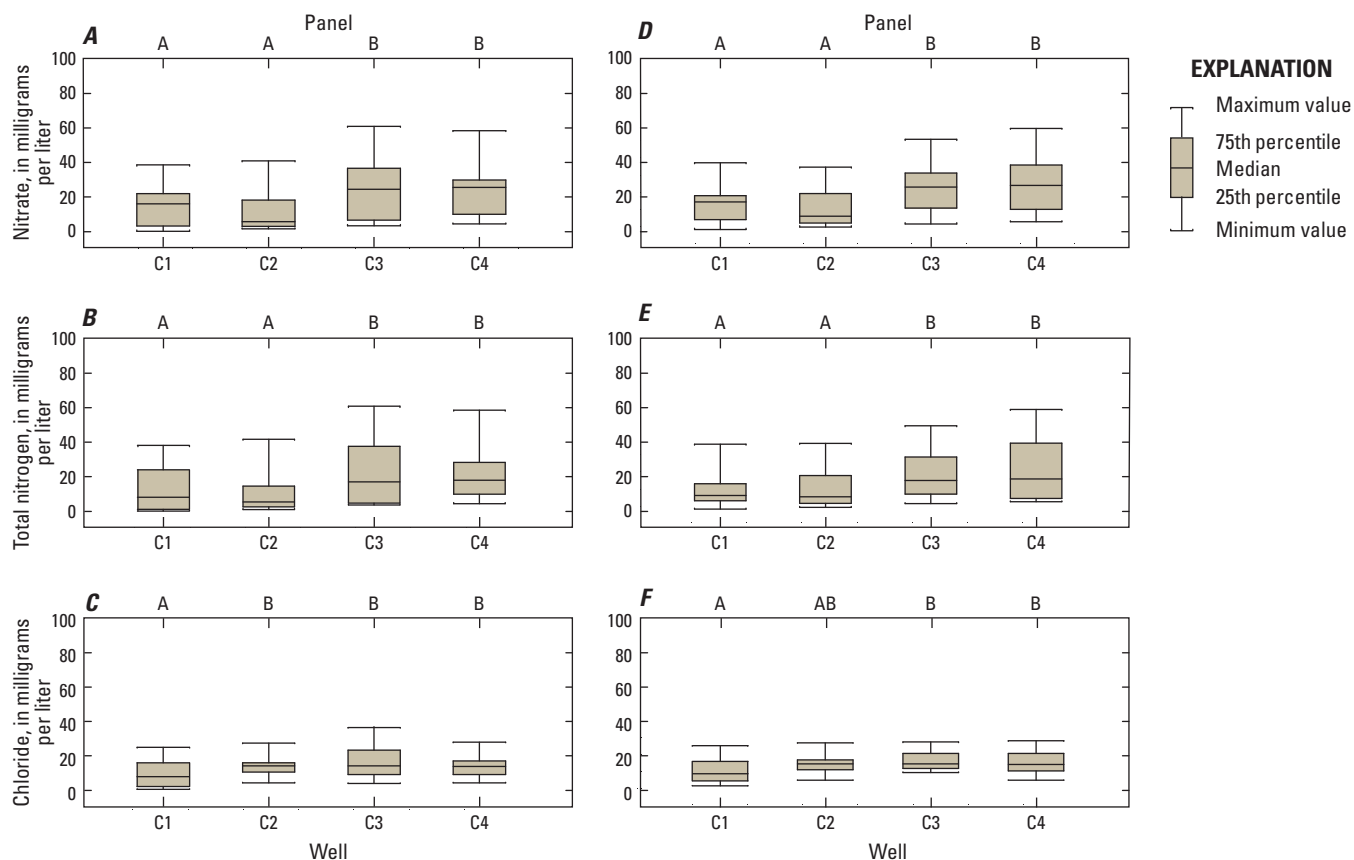 Panel
A
A A B B
100
80
60
40
20
0
Nitrate, in milligrams
per liter
C1 C2 C3 C4
Panel
D
A A B B
100
80
60
40
20
0
C1 C2 C3 C4
EXPLANATION
Maximum value
75th percentile
Median
25th percentile
Minimum value
B
A A B B
100
80
60
40
20
0
Total nitrogen, in milligrams
per liter
C1 C2 C3 C4
E
A A B B
100
80
60
40
20
0
C1 C2 C3 C4
C
A B B B
100
80
60
40
20
0
Chloride, in milligrams
per liter
C1 C2 C3 C4
Well
F
A AB B B
100
80
60
40
20
0
C1 C2 C3 C4
Well